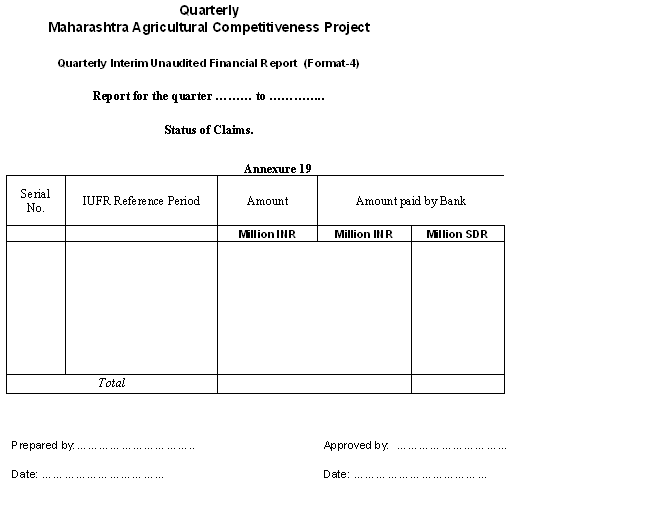 Quarterly
Maharashtra Agricultural Competitiveness Project
Quarterly Interim Unaudited Financial Report (Format-4)
Report for the quarter ……… to …………..
Status of Claims.
Annexure 19
Serial No. IUFR Reference Period Amount Amount paid by Bank
Million INR Million INR Million SDR
Total
Prepared by:…………………………….. Approved by: …………………………
Date: …………………………… Date: ………………………………